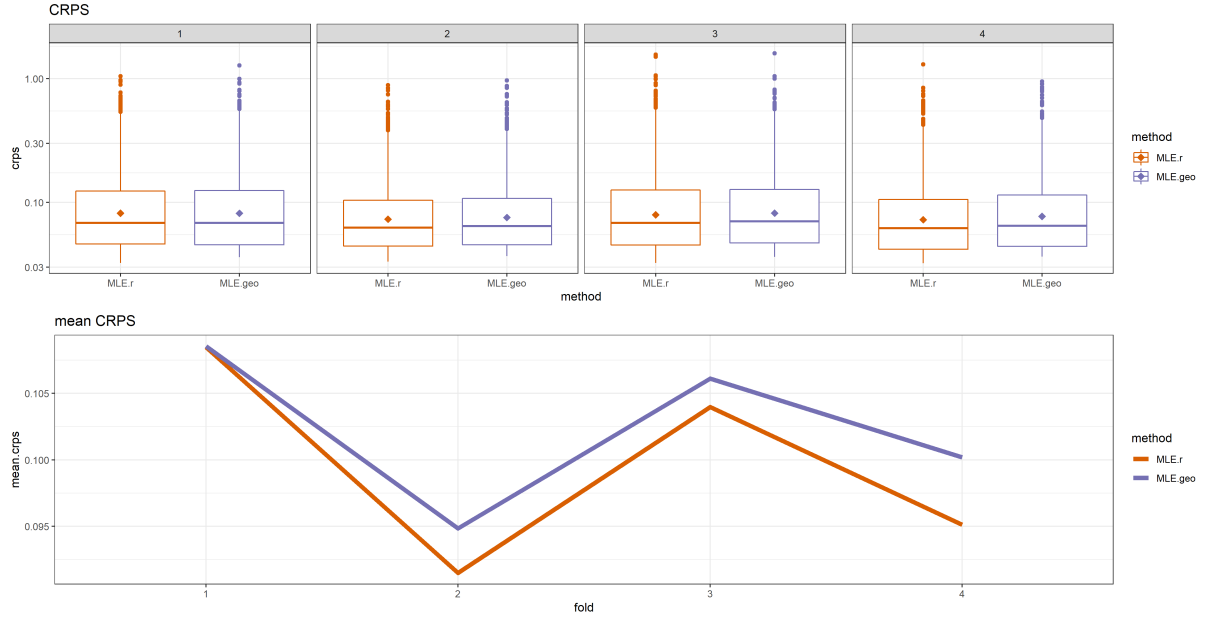 CRPS
1 2 3 4
1.00
0.30
0.10
0.03
crps
MLE.r MLE.geo MLE.r MLE.geo MLE.r MLE.geo MLE.r MLE.geo
method
method
MLE.r
MLE.geo
mean CRPS
0.105
0.100
0.095
mean.crps
1 2 3 4
fold
method
MLE.r
MLE.geo